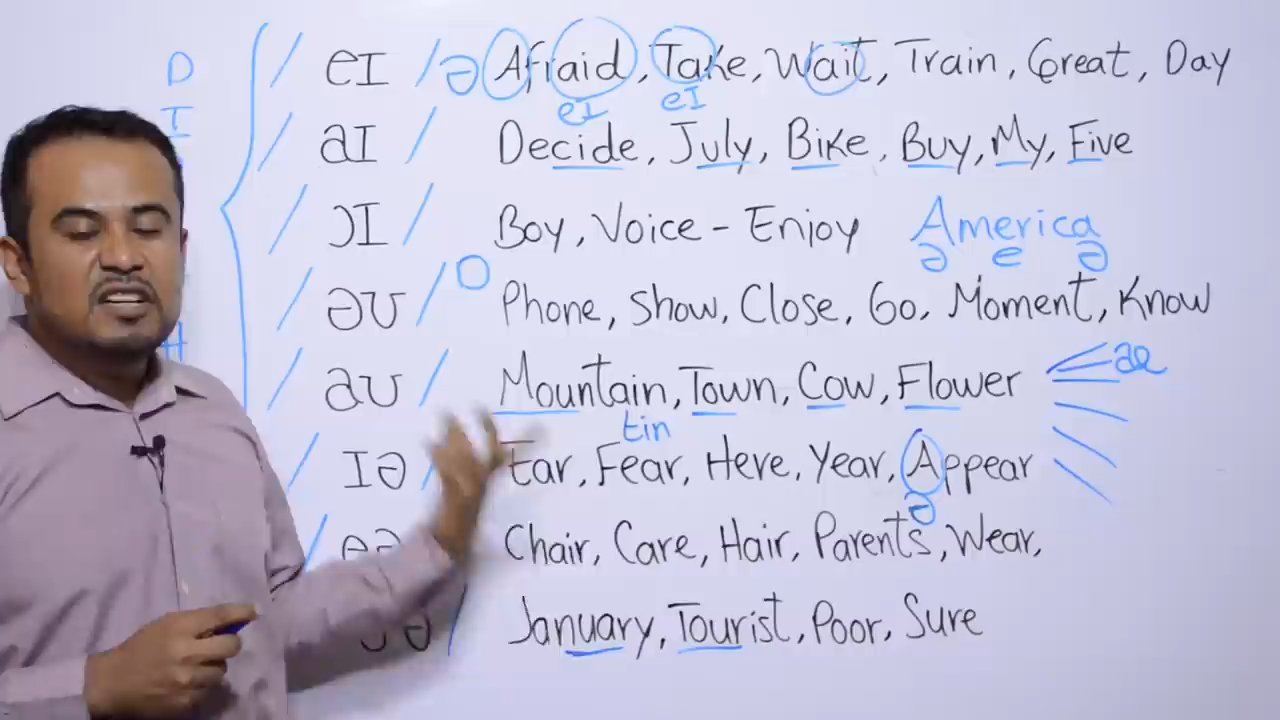 D
I
H
/ eɪ / ə Afraid, Take, Wait, Train, Great, Day
eɪ eɪ
/ aɪ / Decide, July, Bike, Buy, My, Five
/ ɔɪ / Boy, Voice - Enjoy America
ə e ə
/ əʊ / O Phone, Show, Close, Go, Moment, Know
/ aʊ / Mountain, Town, Cow, Flower æ
tin
/ ɪə / Ear, Fear, Here, Year, Appear
ə
/ eə Chair, Care, Hair, Parents, Wear,
ʊə / January, Tourist, Poor, Sure